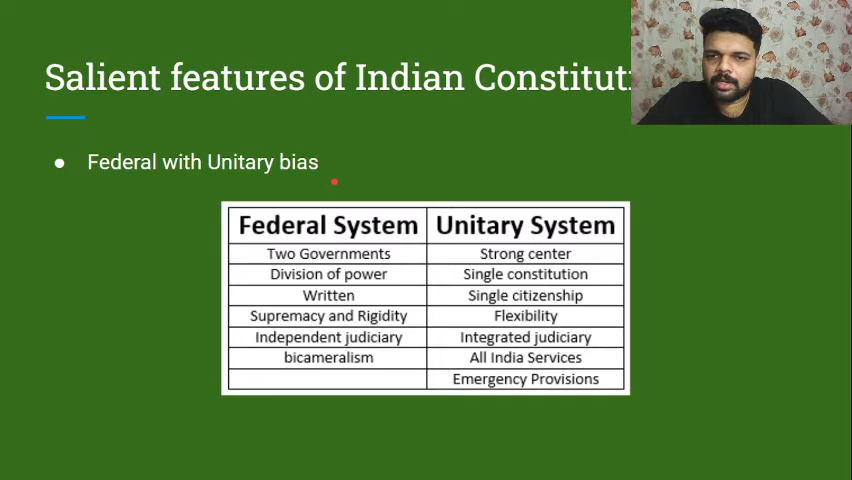 Salient features of Indian Constituti
● Federal with Unitary bias
Federal System Unitary System
Two Governments Strong center
Division of power Single constitution
Written Single citizenship
Supremacy and Rigidity Flexibility
Independent judiciary Integrated judiciary
bicameralism All India Services
Emergency Provisions